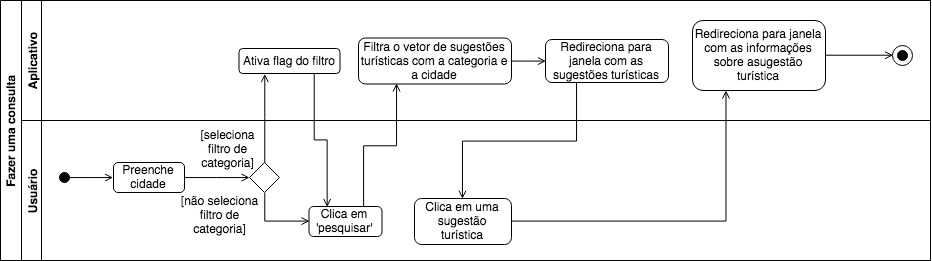 Fazer uma consulta
Aplicativo
Ativa flag do filtro
Filtra o vetor de sugestões
turísticas com a categoria e
a cidade
Redireciona para
janela com as
sugestões turísticas
Redireciona para janela
com as informações
sobre asugestão
turística
Usuário
Preenche
cidade
[seleciona
filtro de
categoria]
[não seleciona
filtro de
categoria]
Clica em
'pesquisar'
Clica em uma
sugestão
turística